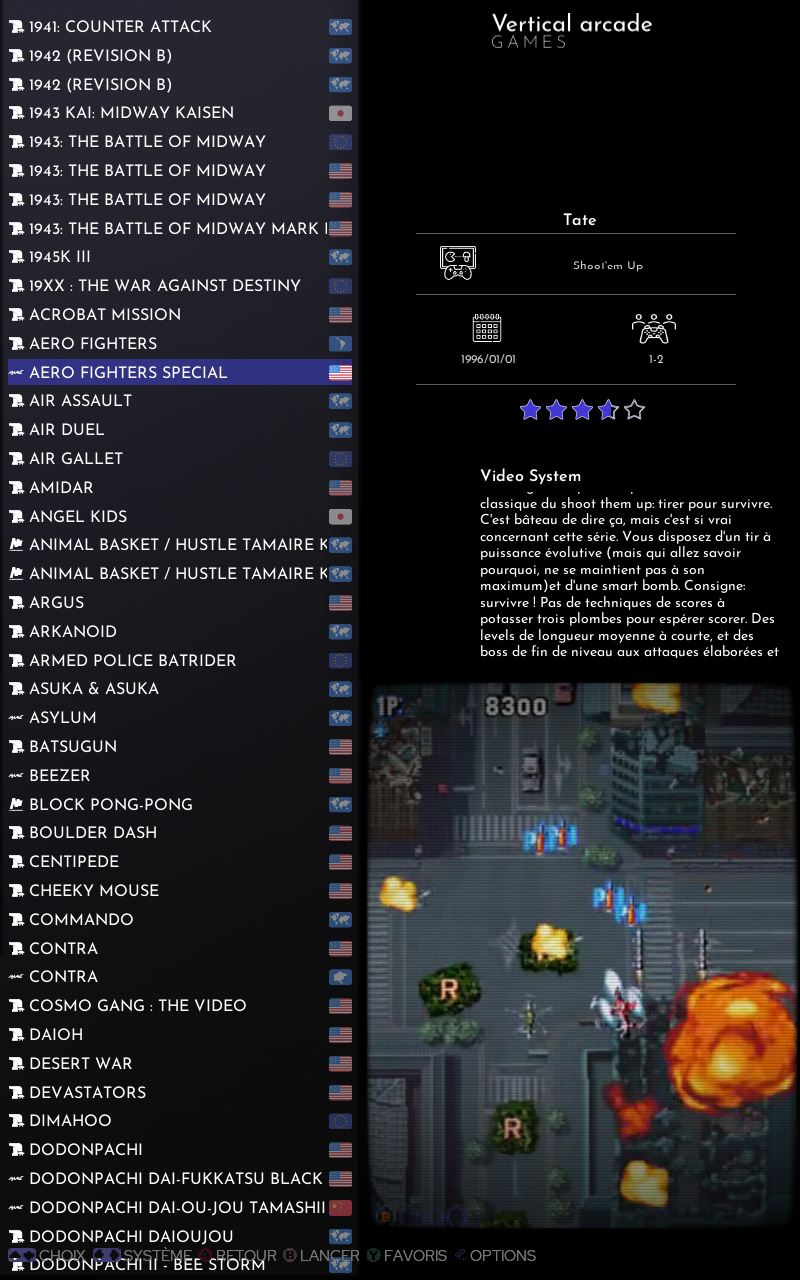 1941: COUNTER ATTACK
1942 (REVISION B)
1942 (REVISION B)
1943 KAI: MIDWAY KAISEN
1943: THE BATTLE OF MIDWAY
1943: THE BATTLE OF MIDWAY
1943: THE BATTLE OF MIDWAY
1943: THE BATTLE OF MIDWAY MARK
1945K III
19XX : THE WAR AGAINST DESTINY
ACROBAT MISSION
AERO FIGHTERS
AERO FIGHTERS SPECIAL
AIR ASSAULT
AIR DUEL
AIR GALLET
AMIDAR
ANGEL KIDS
ANIMAL BASKET / HUSTLE TAMAIRE K
ANIMAL BASKET / HUSTLE TAMAIRE K
ARGUS
ARKANOID
ARMED POLICE BATRIDER
ASUKA & ASUKA
ASYLUM
BATSUGUN
BEEZER
BLOCK PONG-PONG
BOULDER DASH
CENTIPEDE
CHEEKY MOUSE
COMMANDO
CONTRA
CONTRA
COSMO GANG : THE VIDEO
DAIOH
DESERT WAR
DEVASTATORS
DIMAHOO
DODONPACHI
DODONPACHI DAI-FUKKATSU BLACK
DODONPACHI DAI-OU-JOU TAMASHII
DODONPACHI DAIOUJOU
DODONPACHI II - BEE STORM
CHOIX SYSTÈME A RETOUR B LANCER Y FAVORIS OPTIONS
Vertical arcade
GAMES
Tate
Shoot'em Up
1996/01/01
1-2
Video System
classique du shoot them up: tirer pour survivre.
C'est bâteau de dire ça, mais c'est si vrai
concernant cette série. Vous disposez d'un tir à
puissance évolutive (mais qui allez savoir
pourquoi, ne se maintient pas à son
maximum)et d'une smart bomb. Consigne:
survivre ! Pas de techniques de scores à
potasser trois plombes pour espérer scorer. Des
levels de longueur moyenne à courte, et des
boss de fin de niveau aux attaques élaborées et
1P 8300
P
P
R
R